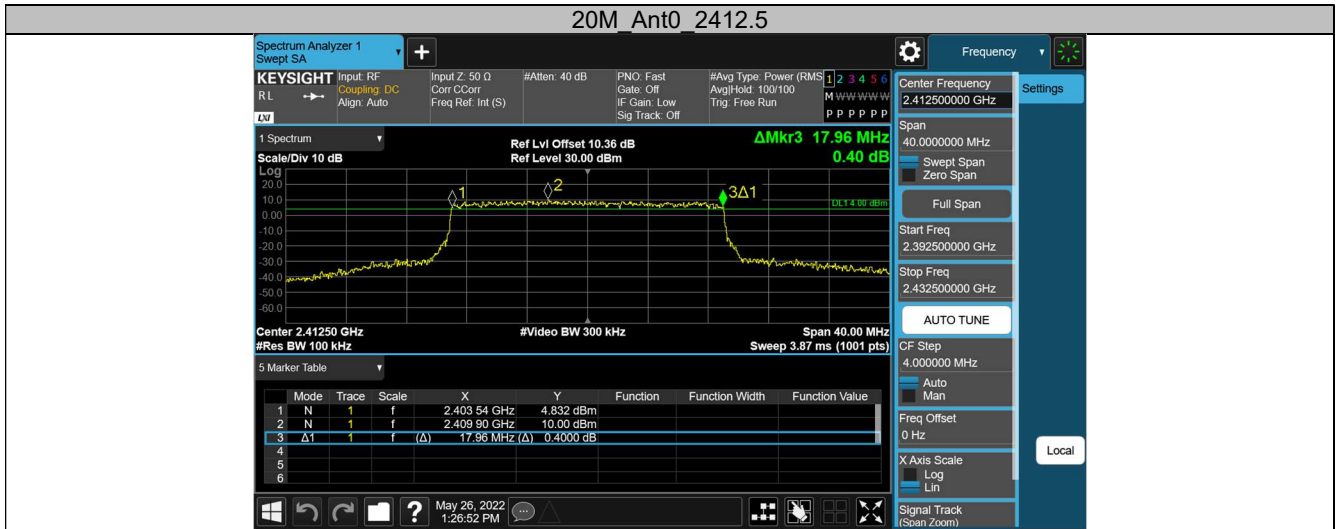 20M_Ant0_2412.5
Spectrum Analyzer 1
Swept SA
+
Frequency
KEYSIGHT
RL
LXI
Input: RF
Coupling: DC
Align: Auto
Input Z: 50 Ω
Corr CCorr
Freq Ref: Int (S)
#Atten: 40 dB
PNO: Fast
Gate: Off
IF Gain: Low
Sig Track: Off
#Avg Type: Power (RMS
Avg|Hold: 100/100
Trig: Free Run
1 2 3 4 5 6
M W W W W W
P P P P P P
1 Spectrum
Scale/Div 10 dB
Ref Lvl Offset 10.36 dB
Ref Level 30.00 dBm
ΔMkr3 17.96 MHz
0.40 dB
Log
20.0
10.0
0.00
-10.0
-20.0
-30.0
-40.0
-50.0
-60.0
1
2
3Δ1
DL1 4.00 dBm
Center 2.41250 GHz
#Video BW 300 kHz
Span 40.00 MHz
#Res BW 100 kHz
Sweep 3.87 ms (1001 pts)
5 Marker Table
Mode Trace Scale X Y Function Function Width Function Value
1 N 1 f 2.403 54 GHz 4.832 dBm
2 N 1 f 2.409 90 GHz 10.00 dBm
3 Δ1 1 f (Δ) 17.96 MHz (Δ) 0.4000 dB
4
5
6
Center Frequency
2.412500000 GHz
Span
40.0000000 MHz
Swept Span
Zero Span
Full Span
Start Freq
2.392500000 GHz
Stop Freq
2.432500000 GHz
AUTO TUNE
CF Step
4.000000 MHz
Auto
Man
Freq Offset
0 Hz
X Axis Scale
Log
Lin
Signal Track
(Span Zoom)
Settings
Local
?
May 26, 2022
1:26:52 PM